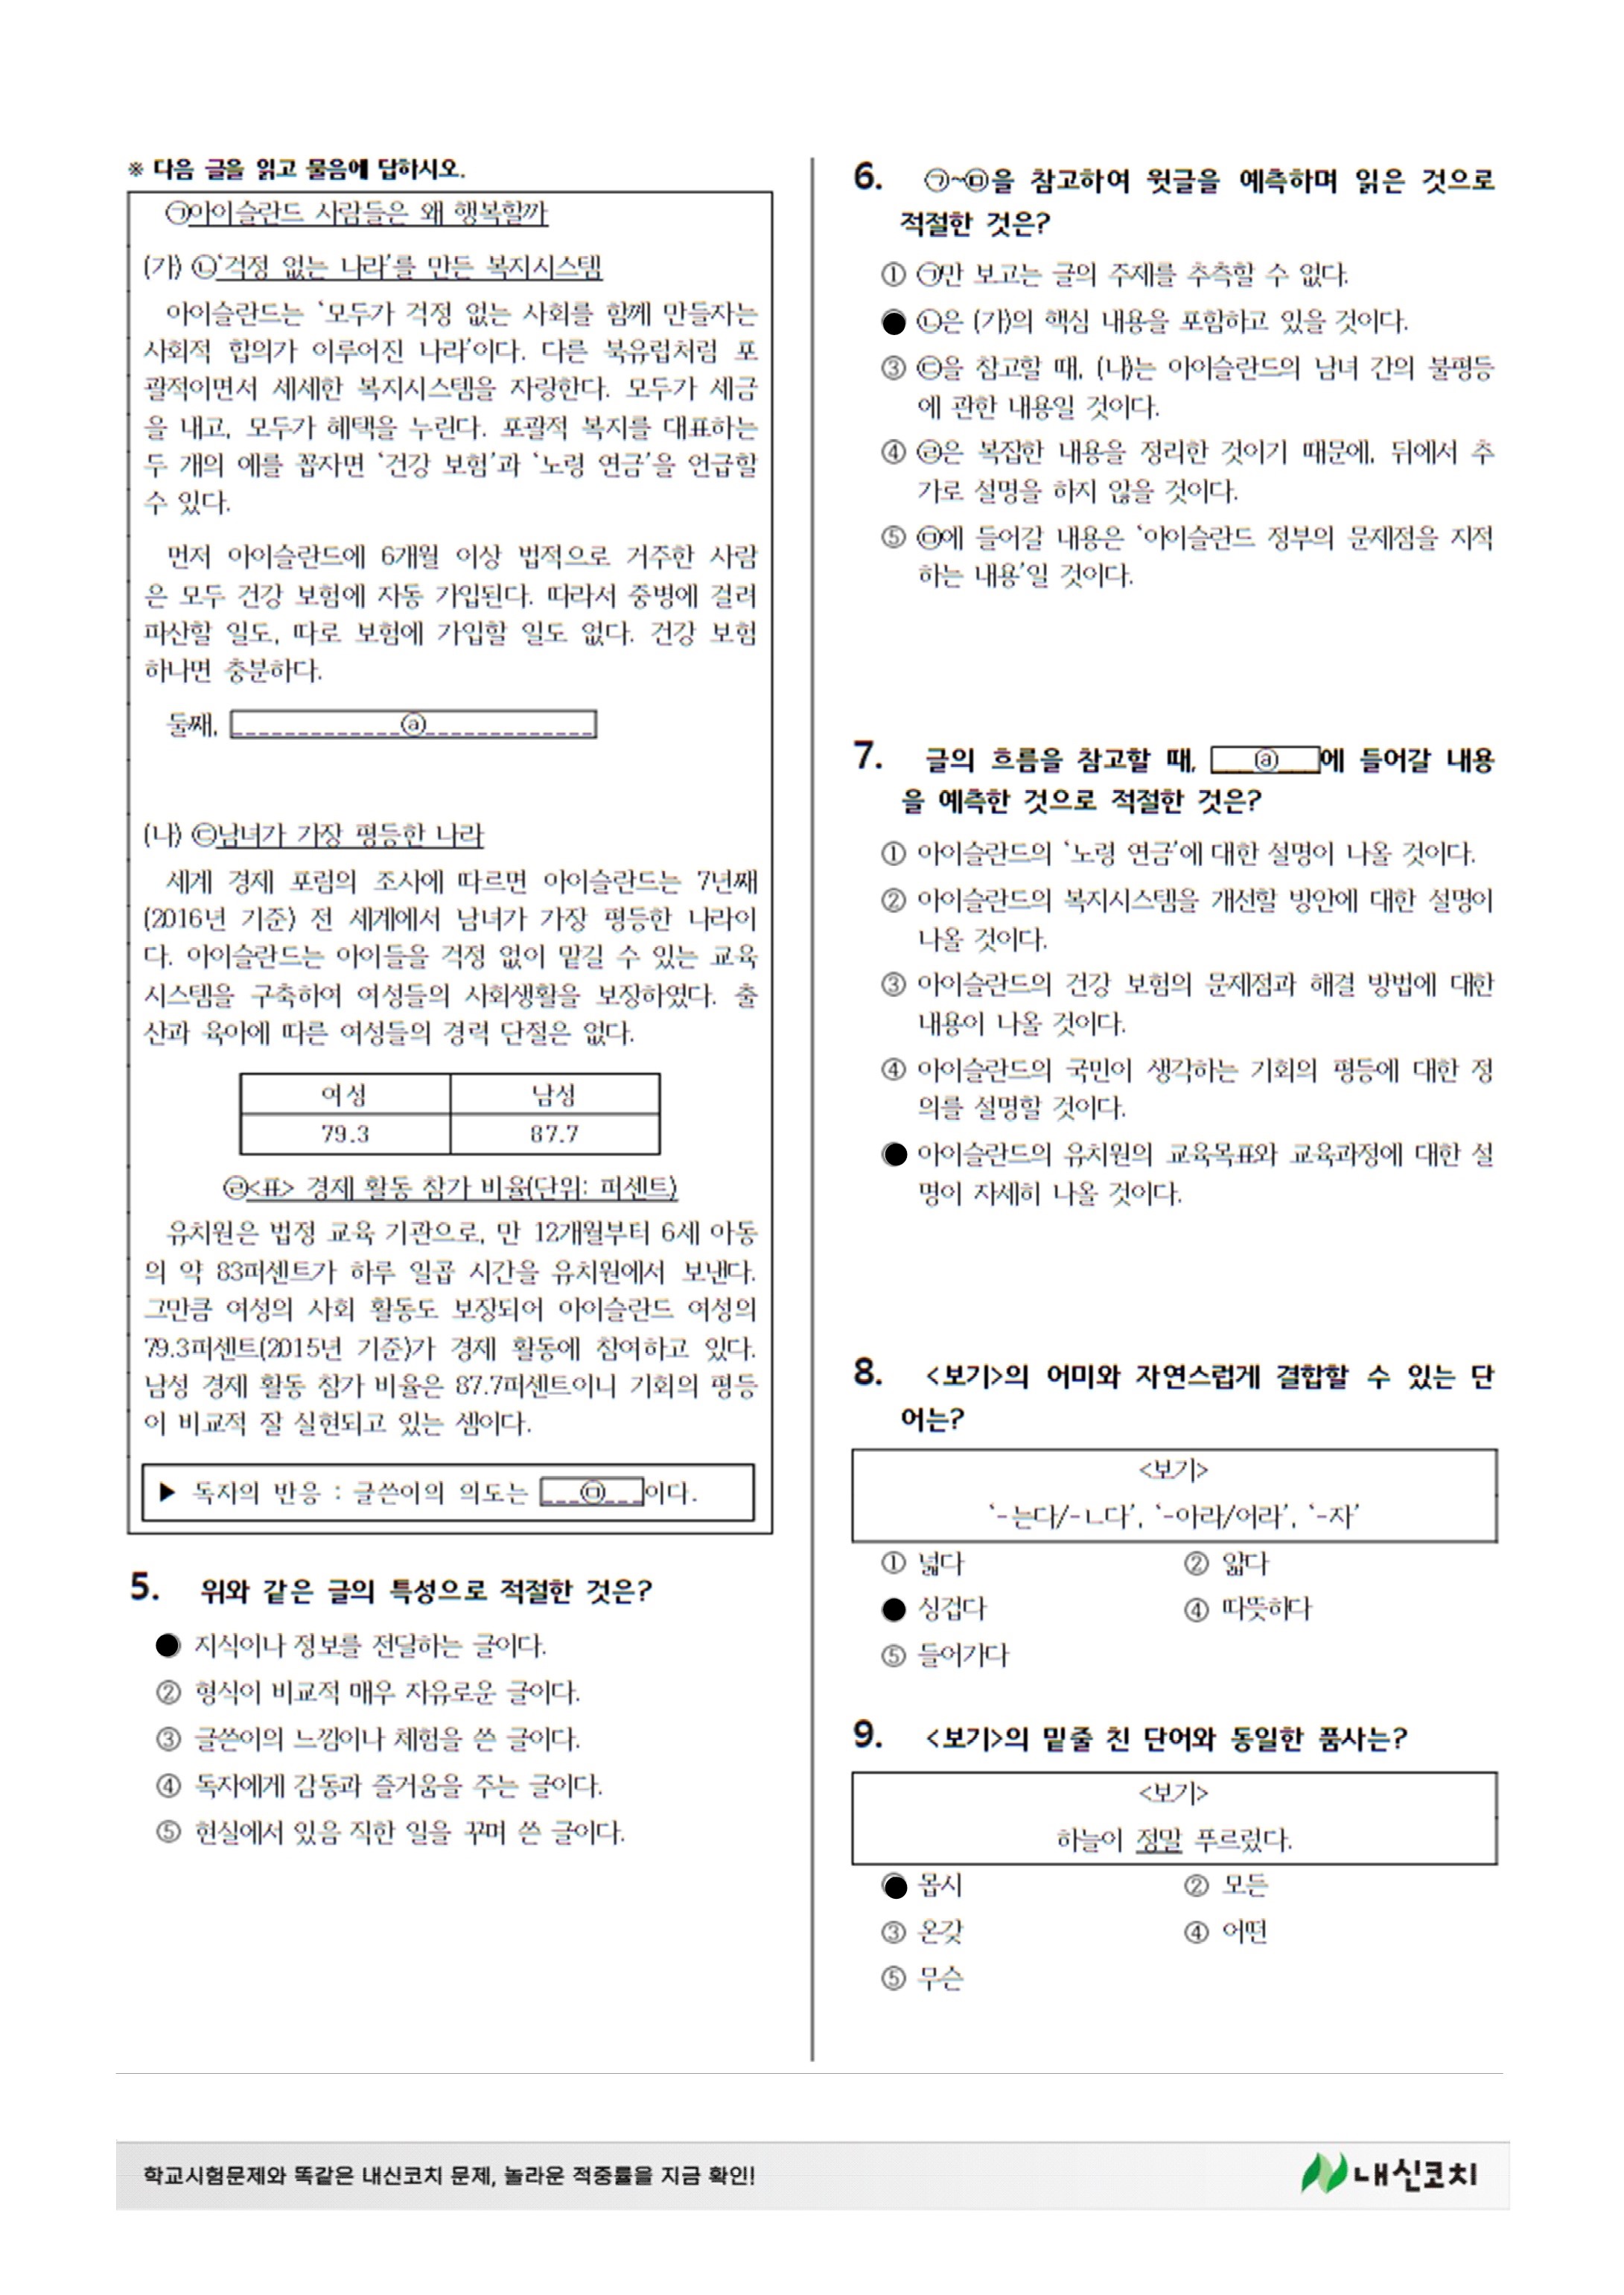 ※ 다음 글을 읽고 물음에 답하시오.
㉠아이슬란드 사람들은 왜 행복할까
(가) ㉡‘걱정 없는 나라’를 만든 복지시스템
아이슬란드는 ‘모두가 걱정 없는 사회를 함께 만들자는
사회적 합의가 이루어진 나라’이다. 다른 북유럽처럼 포
괄적이면서 세세한 복지시스템을 자랑한다. 모두가 세금
을 내고, 모두가 혜택을 누린다. 포괄적 복지를 대표하는
두 개의 예를 꼽자면 ‘건강 보험’과 ‘노령 연금’을 언급할
수 있다.
먼저 아이슬란드에 6개월 이상 법적으로 거주한 사람
은 모두 건강 보험에 자동 가입된다. 따라서 중병에 걸려
파산할 일도, 따로 보험에 가입할 일도 없다. 건강 보험
하나면 충분하다.
둘째, ⓐ
(나) ㉢남녀가 가장 평등한 나라
세계 경제 포럼의 조사에 따르면 아이슬란드는 7년째
(2016년 기준) 전 세계에서 남녀가 가장 평등한 나라이
다. 아이슬란드는 아이들을 걱정 없이 맡길 수 있는 교육
시스템을 구축하여 여성들의 사회생활을 보장하였다. 출
산과 육아에 따른 여성들의 경력 단절은 없다.
여성 남성
79.3 87.7
㉣<표> 경제 활동 참가 비율(단위: 퍼센트)
유치원은 법정 교육 기관으로, 만 12개월부터 6세 아동
의 약 83퍼센트가 하루 일곱 시간을 유치원에서 보낸다.
그만큼 여성의 사회 활동도 보장되어 아이슬란드 여성의
79.3퍼센트(2015년 기준)가 경제 활동에 참여하고 있다.
남성 경제 활동 참가 비율은 87.7퍼센트이니 기회의 평등
이 비교적 잘 실현되고 있는 셈이다.
▶ 독자의 반응 : 글쓴이의 의도는 ㉤이다.
5. 위와 같은 글의 특성으로 적절한 것은?
● 지식이나 정보를 전달하는 글이다.
② 형식이 비교적 매우 자유로운 글이다.
③ 글쓴이의 느낌이나 체험을 쓴 글이다.
④ 독자에게 감동과 즐거움을 주는 글이다.
⑤ 현실에서 있음 직한 일을 꾸며 쓴 글이다.
6. ㉠~㉤을 참고하여 윗글을 예측하며 읽은 것으로
적절한 것은?
① ㉠만 보고는 글의 주제를 추측할 수 없다.
● ㉡은 (가)의 핵심 내용을 포함하고 있을 것이다.
③ ㉢을 참고할 때, (나)는 아이슬란드의 남녀 간의 불평등
에 관한 내용일 것이다.
④ ㉣은 복잡한 내용을 정리한 것이기 때문에, 뒤에서 추
가로 설명을 하지 않을 것이다.
⑤ ㉤에 들어갈 내용은 ‘아이슬란드 정부의 문제점을 지적
하는 내용’일 것이다.
7. 글의 흐름을 참고할 때, ⓐ에 들어갈 내용
을 예측한 것으로 적절한 것은?
① 아이슬란드의 ‘노령 연금’에 대한 설명이 나올 것이다.
② 아이슬란드의 복지시스템을 개선할 방안에 대한 설명이
나올 것이다.
③ 아이슬란드의 건강 보험의 문제점과 해결 방법에 대한
내용이 나올 것이다.
④ 아이슬란드의 국민이 생각하는 기회의 평등에 대한 정
의를 설명할 것이다.
● 아이슬란드의 유치원의 교육목표와 교육과정에 대한 설
명이 자세히 나올 것이다.
8. <보기>의 어미와 자연스럽게 결합할 수 있는 단
어는?
<보기>
‘-는다/-ㄴ다’, ‘-아라/어라’, ‘-자’
① 넓다 ② 얇다
● 싱겁다 ④ 따뜻하다
⑤ 들어가다
9. <보기>의 밑줄 친 단어와 동일한 품사는?
<보기>
하늘이 정말 푸르렀다.
● 몹시 ② 모든
③ 온갖 ④ 어떤
⑤ 무슨
학교시험문제와 똑같은 내신코치 문제, 놀라운 적중률을 지금 확인!
내신코치